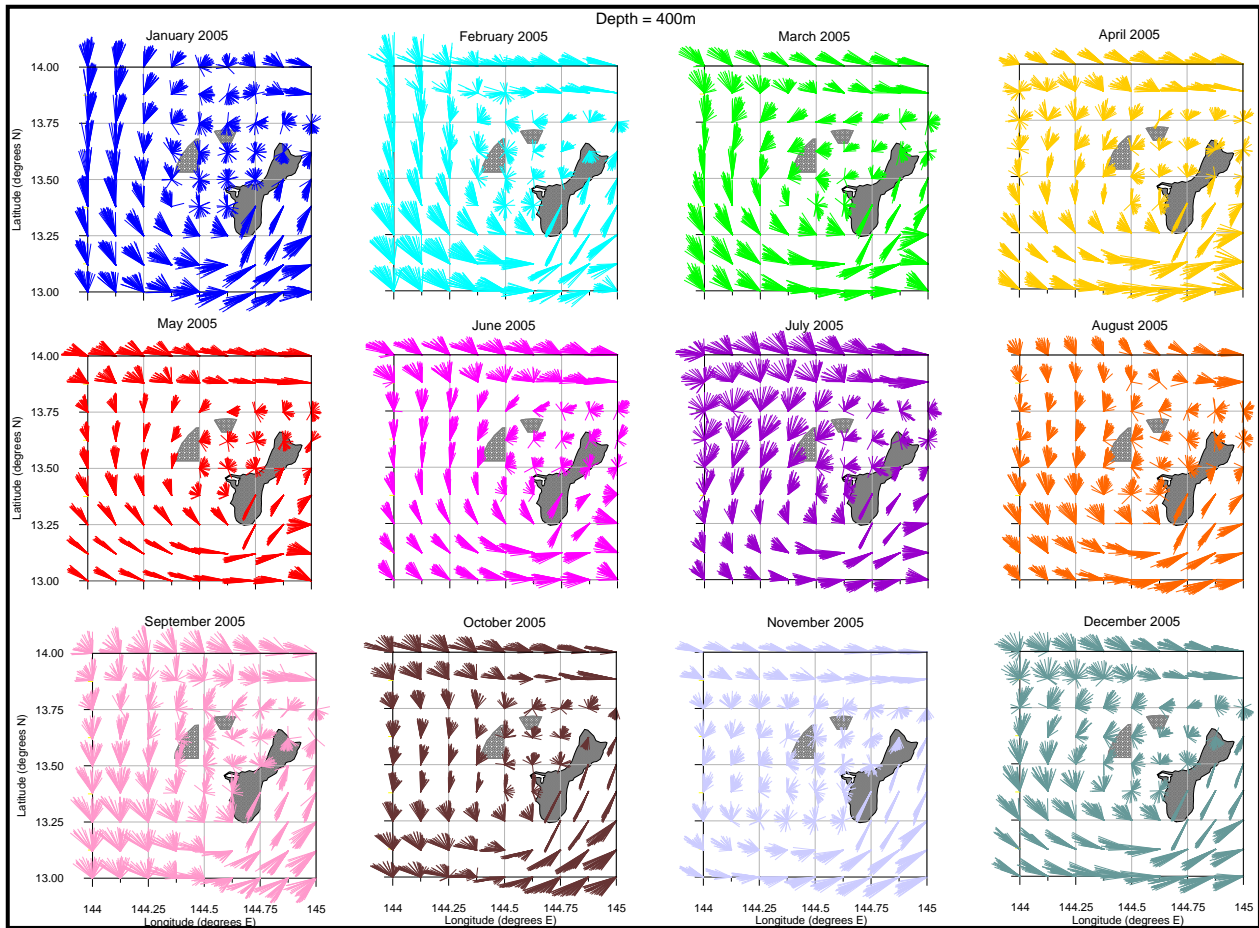 Depth = 400m
January 2005
February 2005
March 2005
April 2005
14.00
13.75
13.50
13.25
13.00
Latitude (degrees N)
May 2005
June 2005
July 2005
August 2005
14.00
13.75
13.50
13.25
13.00
Latitude (degrees N)
September 2005
October 2005
November 2005
December 2005
14.00
13.75
13.50
13.25
13.00
Latitude (degrees N)
144 144.25 144.5 144.75 145
144 144.25 144.5 144.75 145
144 144.25 144.5 144.75 145
144 144.25 144.5 144.75 145
Longitude (degrees E)
Longitude (degrees E)
Longitude (degrees E)
Longitude (degrees E)